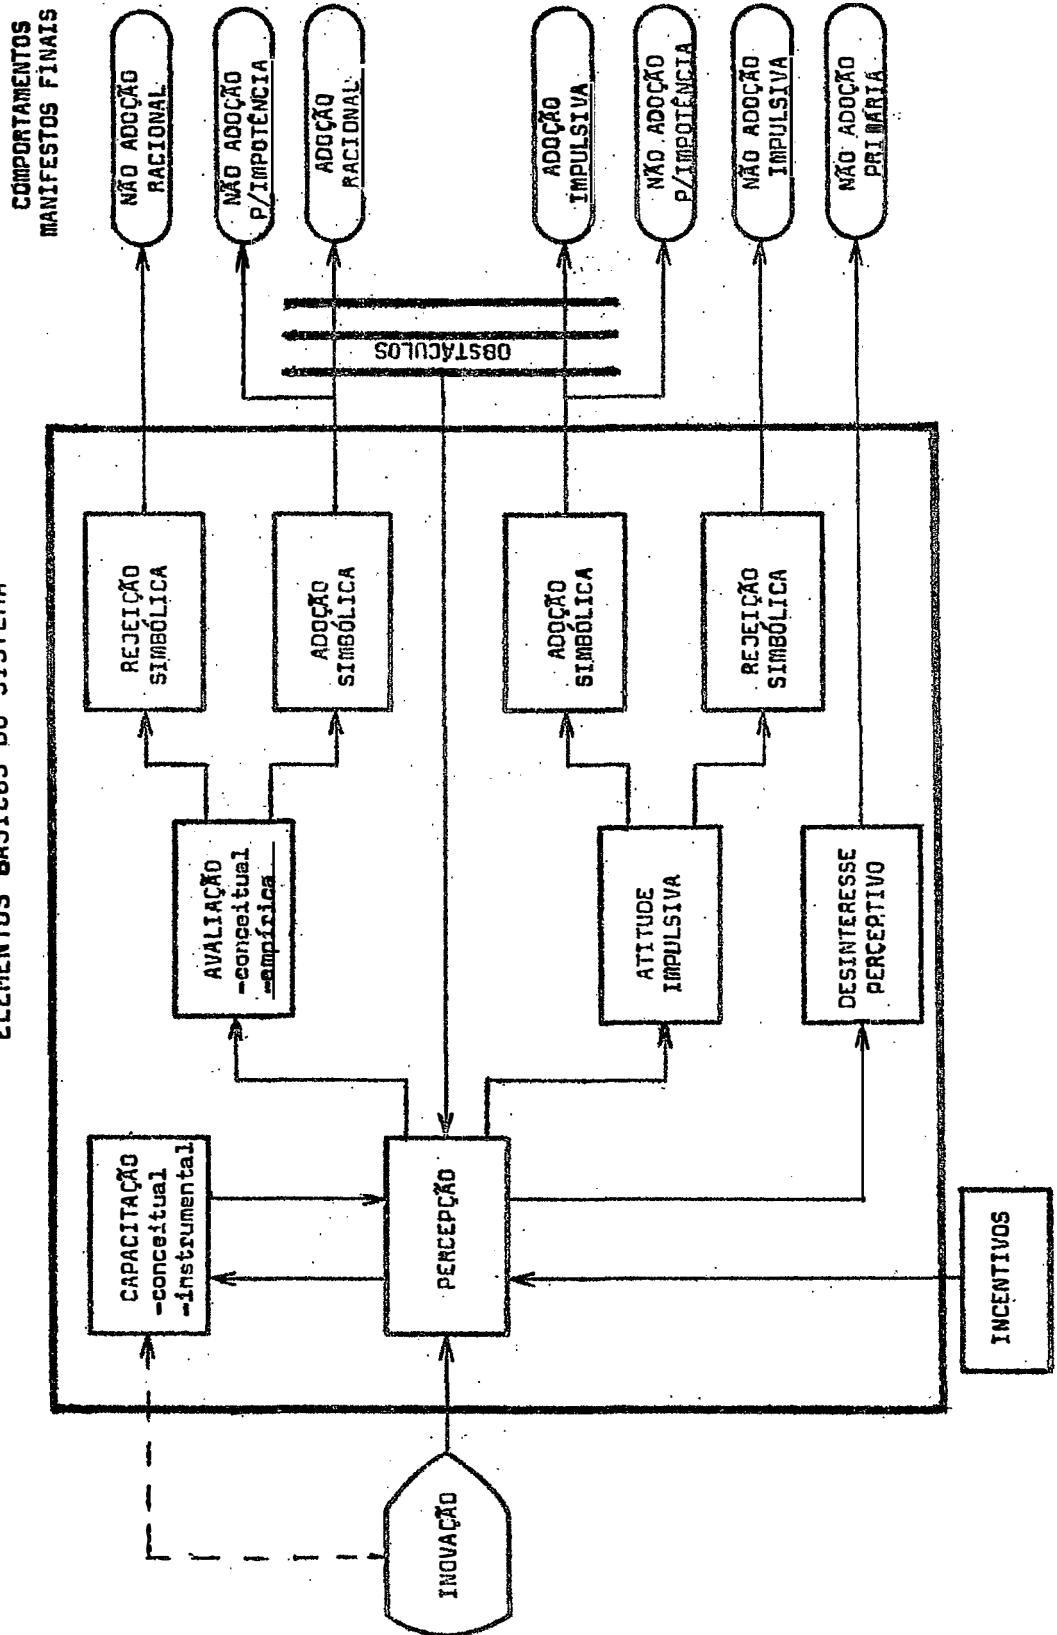 ELEMENTOS BÁSICOS DO SISTEMA
COMPORTAMENTOS
MANIFESTOS FINAIS
INOVAÇÃO
CAPACITAÇÃO
-conceitual
-instrumental
PERCEPÇÃO
INCENTIVOS
AVALIAÇÃO
-conceitual
-empírica
ATITUDE
IMPULSIVA
DESINTERESSE
PERCEPTIVO
REJEIÇÃO
SIMBÓLICA
ADOÇÃO
SIMBÓLICA
ADOÇÃO
SIMBÓLICA
REJEIÇÃO
SIMBÓLICA
OBSTÁCULOS
NÃO ADOÇÃO
RACIONAL
NÃO ADOÇÃO
P/IMPOTÊNCIA
ADOÇÃO
RACIONAL
ADOÇÃO
IMPULSIVA
NÃO ADOÇÃO
P/IMPOTÊNCIA
NÃO ADOÇÃO
IMPULSIVA
NÃO ADOÇÃO
PRIMÁRIA